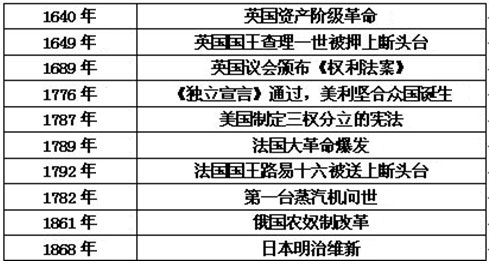 1640 年 英国资产阶级革命
1649 年 英国国王查理一世被押上断头台
1689 年 英国议会颁布《权利法案》
1776 年 《独立宣言》通过，美利坚合众国诞生
1787 年 美国制定三权分立的宪法
1789 年 法国大革命爆发
1792 年 法国国王路易十六被送上断头台
1782 年 第一台蒸汽机问世
1861 年 俄国农奴制改革
1868 年 日本明治维新